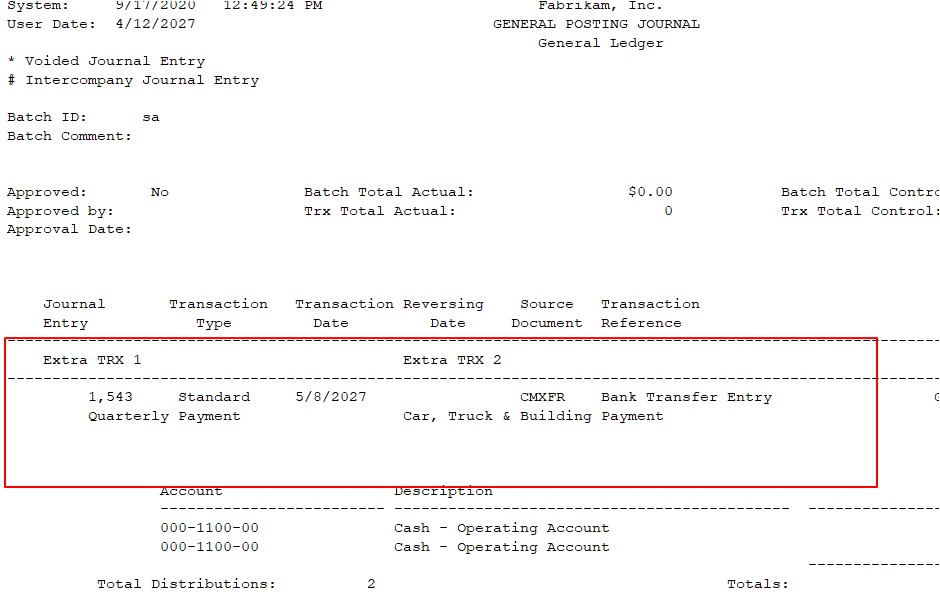 System: 9/17/2020 12:49:24 PM Fabrikam, Inc.
User Date: 4/12/2027 GENERAL POSTING JOURNAL
General Ledger
* Voided Journal Entry
# Intercompany Journal Entry
Batch ID: sa
Batch Comment:
Approved: No Batch Total Actual: $0.00 Batch Total Contro
Approved by: Trx Total Actual: 0 Trx Total Control:
Approval Date:
Journal Transaction Transaction Reversing Source Transaction
Entry Type Date Date Document Reference
Extra TRX 1 Extra TRX 2
1,543 Standard 5/8/2027 CMXFR Bank Transfer Entry
Quarterly Payment Car, Truck & Building Payment
Account Description
000-1100-00 Cash - Operating Account
000-1100-00 Cash - Operating Account
Total Distributions: 2 Totals: